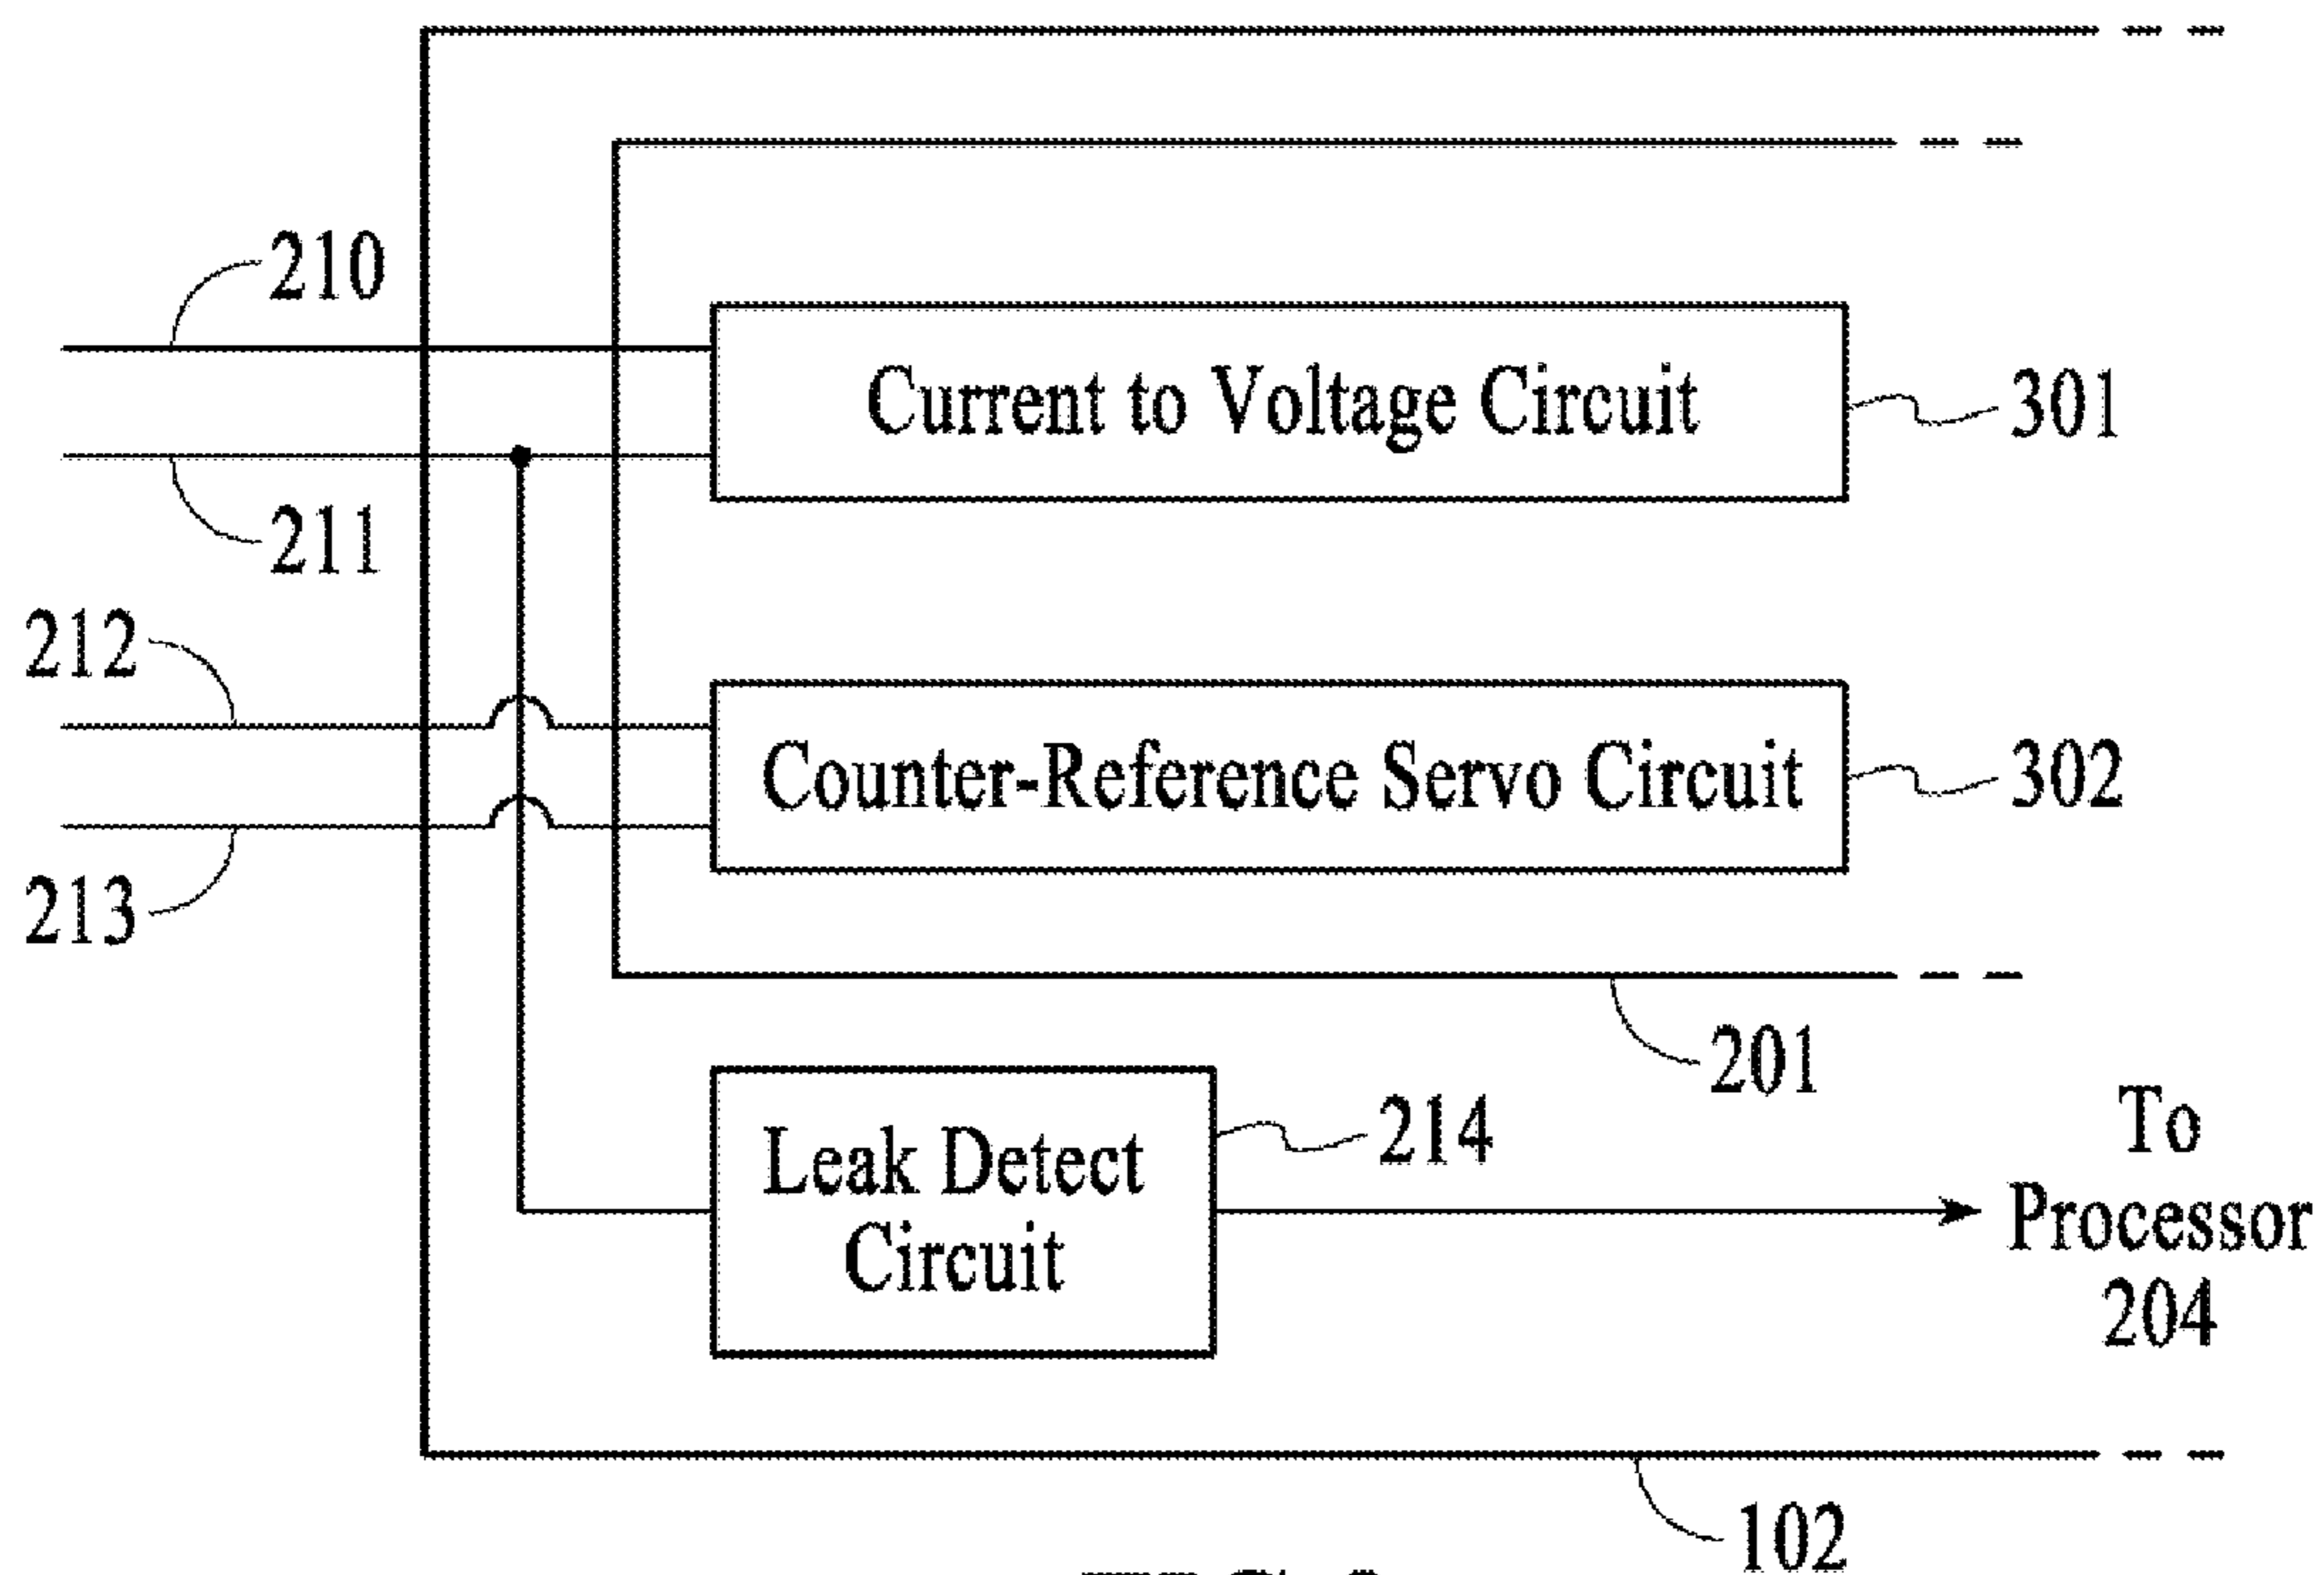 210
Current to Voltage Circuit
301
211
212
Counter-Reference Servo Circuit
302
213
201
Leak Detect
Circuit
214
To
Processor
204
102